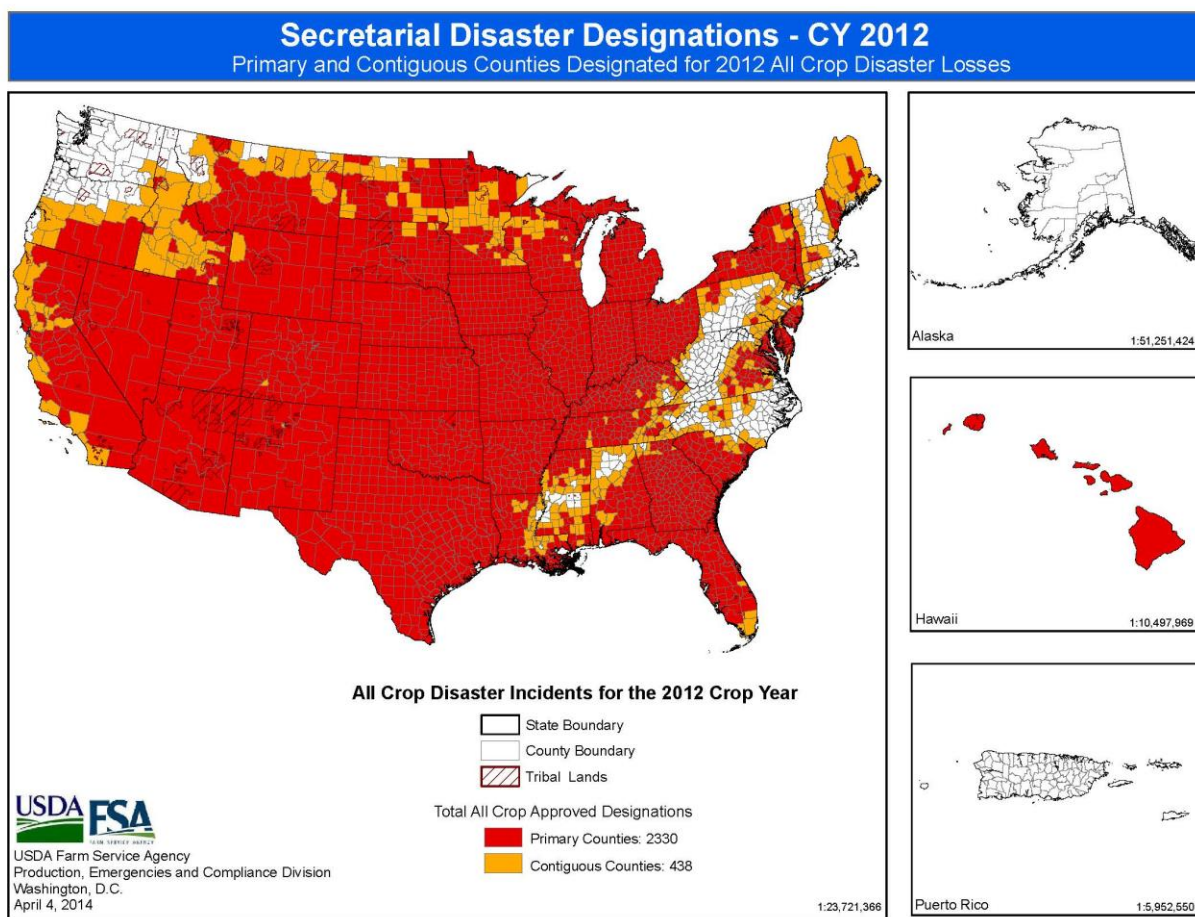 Secretarial Disaster Designations - CY 2012
Primary and Contiguous Counties Designated for 2012 All Crop Disaster Losses
Alaska
1:51,251,424
Hawaii
1:10,497,969
All Crop Disaster Incidents for the 2012 Crop Year
State Boundary
County Boundary
Tribal Lands
Total All Crop Approved Designations
Primary Counties: 2330
Contiguous Counties: 438
USDA
FSA
FARM SERVICE AGENCY
USDA Farm Service Agency
Production, Emergencies and Compliance Division
Washington, D.C.
April 4, 2014
1:23,721,366
Puerto Rico
1:5,952,550